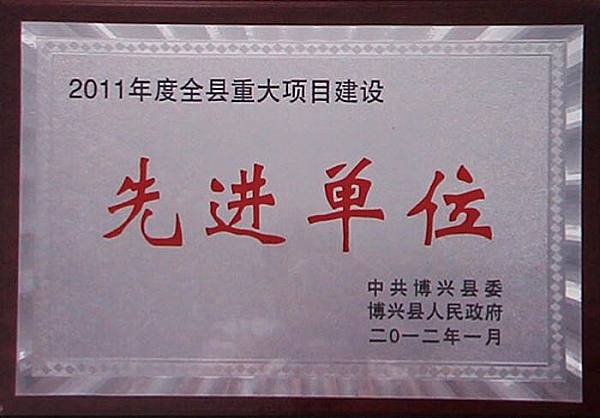 2011年度全县重大项目建设
先进单位
中共博兴县委
博兴县人民政府
二〇一二年一月